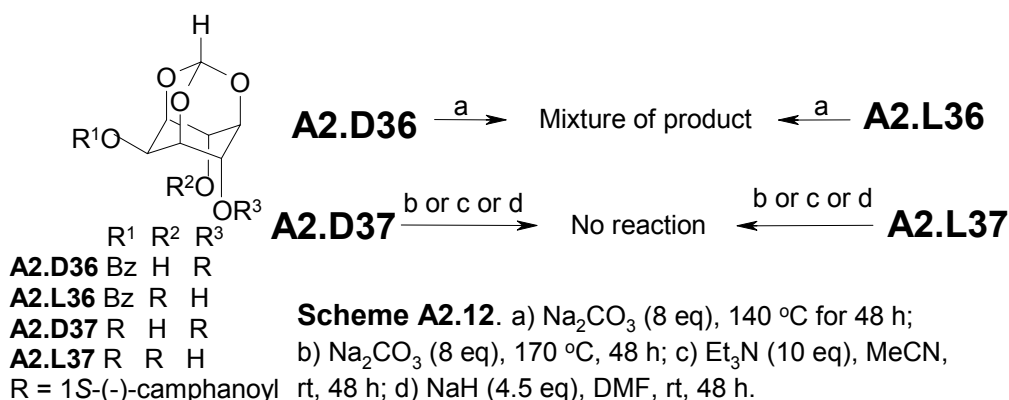 H
O O O
R¹O
R²O
OR³
A2.D36 a Mixture of product a A2.L36
A2.D37 b or c or d No reaction b or c or d A2.L37
R¹ R² R³
A2.D36 Bz H R
A2.L36 Bz R H
A2.D37 R H R
A2.L37 R R H
R = 1S-(-)-camphanoyl
Scheme A2.12. a) Na₂CO₃ (8 eq), 140 ºC for 48 h;
b) Na₂CO₃ (8 eq), 170 ºC, 48 h; c) Et₃N (10 eq), MeCN,
rt, 48 h; d) NaH (4.5 eq), DMF, rt, 48 h.